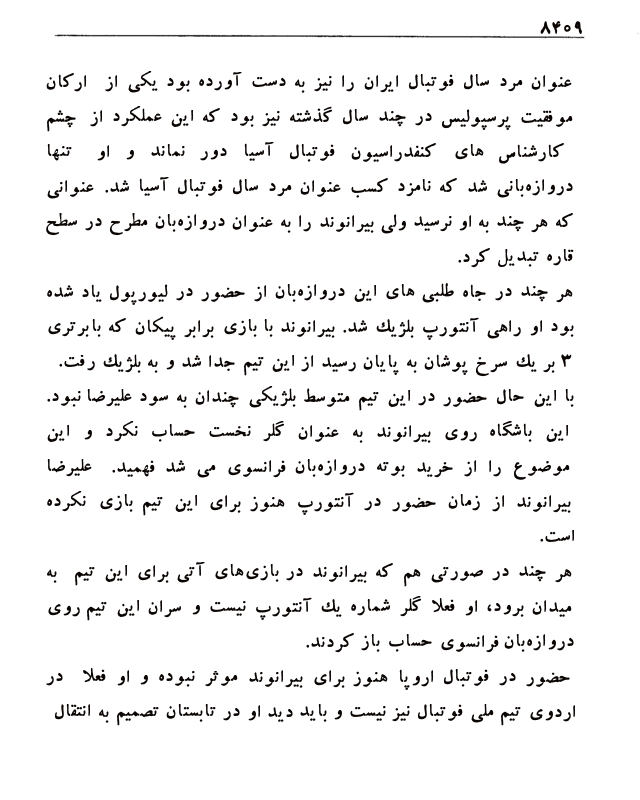 ۸۴۰۹
عنوان مرد سال فوتبال ایران را نیز به دست آورده بود یکی از ارکان
موفقیت پرسپولیس در چند سال گذشته نیز بود که این عملکرد از چشم
کارشناس های کنفدراسیون فوتبال آسیا دور نماند و او تنها
دروازه‌بانی شد که نامزد کسب عنوان مرد سال فوتبال آسیا شد. عنوانی
که هر چند به او نرسید ولی بیرانوند را به عنوان دروازه‌بان مطرح در سطح
قاره تبدیل کرد.
هر چند در جاه طلبی های این دروازه‌بان از حضور در لیورپول یاد شده
بود او راهی آنتورپ بلژیك شد. بیرانوند با بازی برابر پیکان که با برتری
۳ بر یك سرخ پوشان به پایان رسید از این تیم جدا شد و به بلژیك رفت.
با این حال حضور در این تیم متوسط بلژیکی چندان به سود علیرضا نبود.
این باشگاه روی بیرانوند به عنوان گلر نخست حساب نکرد و این
موضوع را از خرید بوته دروازه‌بان فرانسوی می شد فهمید. علیرضا
بیرانوند از زمان حضور در آنتورپ هنوز برای این تیم بازی نکرده
است.
هر چند در صورتی هم که بیرانوند در بازی‌های آتی برای این تیم به
میدان برود، او فعلا گلر شماره یك آنتورپ نیست و سران این تیم روی
دروازه‌بان فرانسوی حساب باز کردند.
حضور در فوتبال اروپا هنوز برای بیرانوند موثر نبوده و او فعلا در
اردوی تیم ملی فوتبال نیز نیست و باید دید او در تابستان تصمیم به انتقال